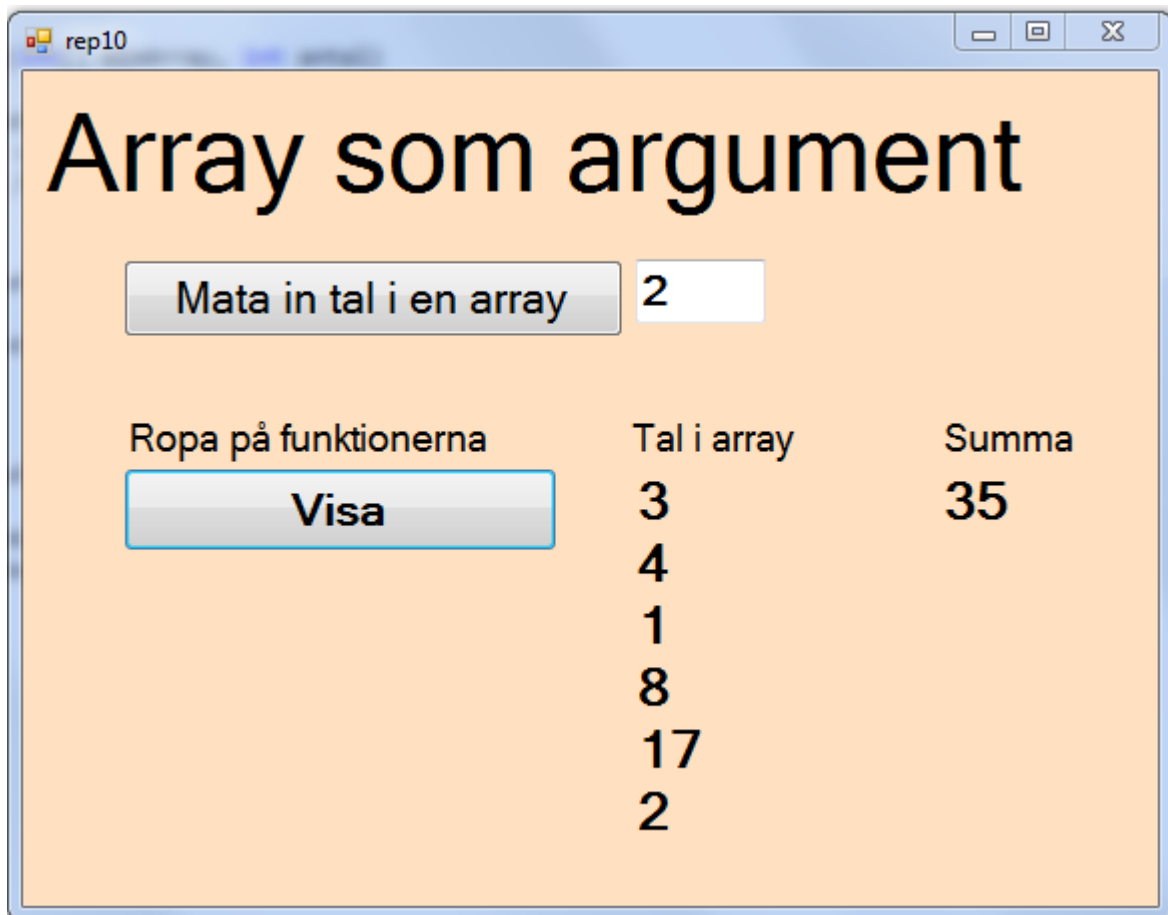 rep10
Array som argument
Mata in tal i en array 2
Ropa på funktionerna Tal i array Summa
Visa 3 35
4
1
8
17
2